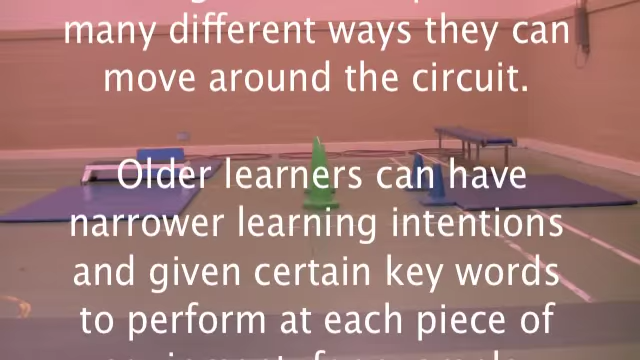 many different ways they can
move around the circuit.
Older learners can have
narrower learning intentions
and given certain key words
to perform at each piece of